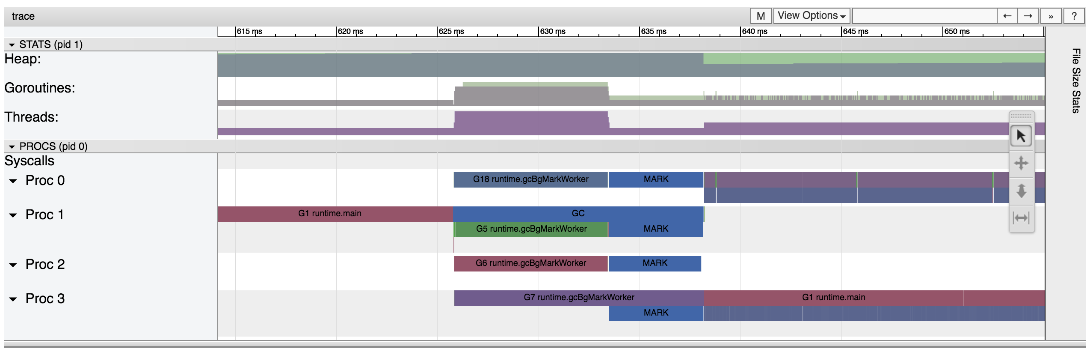 trace
M View Options ← → » ?
615 ms 620 ms 625 ms 630 ms 635 ms 640 ms 645 ms 650 ms
STATS (pid 1)
Heap:
Goroutines:
Threads:
PROCS (pid 0)
Syscalls
Proc 0 G18 runtime.gcBgMarkWorker MARK
Proc 1 G1 runtime.main GC
G5 runtime.gcBgMarkWorker MARK
Proc 2 G6 runtime.gcBgMarkWorker MARK
Proc 3 G7 runtime.gcBgMarkWorker G1 runtime.main
MARK
File Size Stats